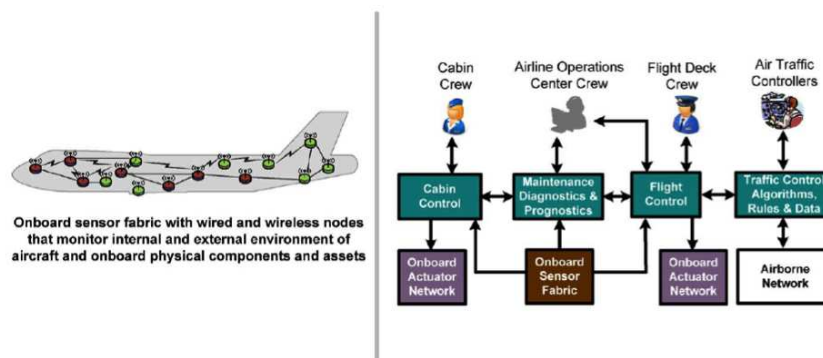 Onboard sensor fabric with wired and wireless nodes
that monitor internal and external environment of
aircraft and onboard physical components and assets
Cabin
Crew
Airline Operations
Center Crew
Flight Deck
Crew
Air Traffic
Controllers
Cabin
Control
Maintenance
Diagnostics &
Prognostics
Flight
Control
Traffic Control
Algorithms,
Rules & Data
Onboard
Actuator
Network
Onboard
Sensor
Fabric
Onboard
Actuator
Network
Airborne
Network